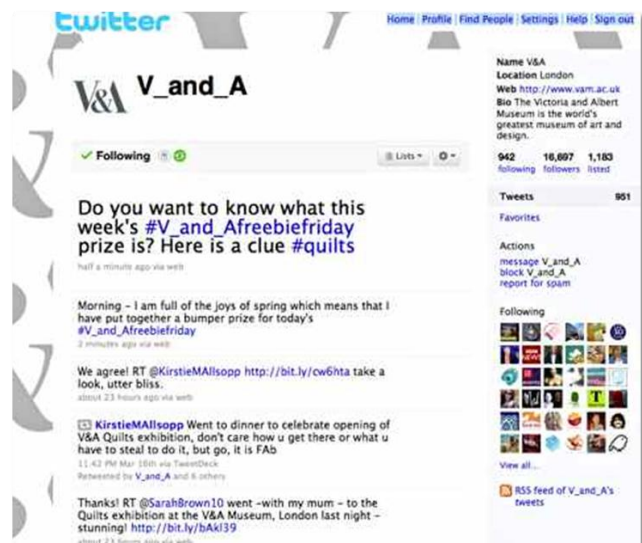 twitter
Home Profile Find People Settings Help Sign out
V&A V_and_A
Following
Lists
Do you want to know what this
week's #V_and_Afreebiefriday
prize is? Here is a clue #quilts
half a minute ago via web
Morning – I am full of the joys of spring which means that I
have put together a bumper prize for today's
#V_and_Afreebiefriday
2 minutes ago via web
We agree! RT @KirstieMAllsopp http://bit.ly/cw6hta take a
look, utter bliss.
about 23 hours ago via web
KirstieMAllsopp Went to dinner to celebrate opening of
V&A Quilts exhibition, don't care how u get there or what u
have to steal to do it, but go, it is FAb
11:42 PM Mar 16th via TweetDeck
Retweeted by V_and_A and 6 others
Thanks! RT @SarahBrown10 went –with my mum – to the
Quilts exhibition at the V&A Museum, London last night –
stunning! http://bit.ly/bAkl39
about 23 hours ago via web
Name V&A
Location London
Web http://www.vam.ac.uk
Bio The Victoria and Albert
Museum is the world's
greatest museum of art and
design.
942 16,697 1,183
following followers listed
Tweets 951
Favorites
Actions
message V_and_A
block V_and_A
report for spam
Following
View all...
RSS feed of V_and_A's
tweets